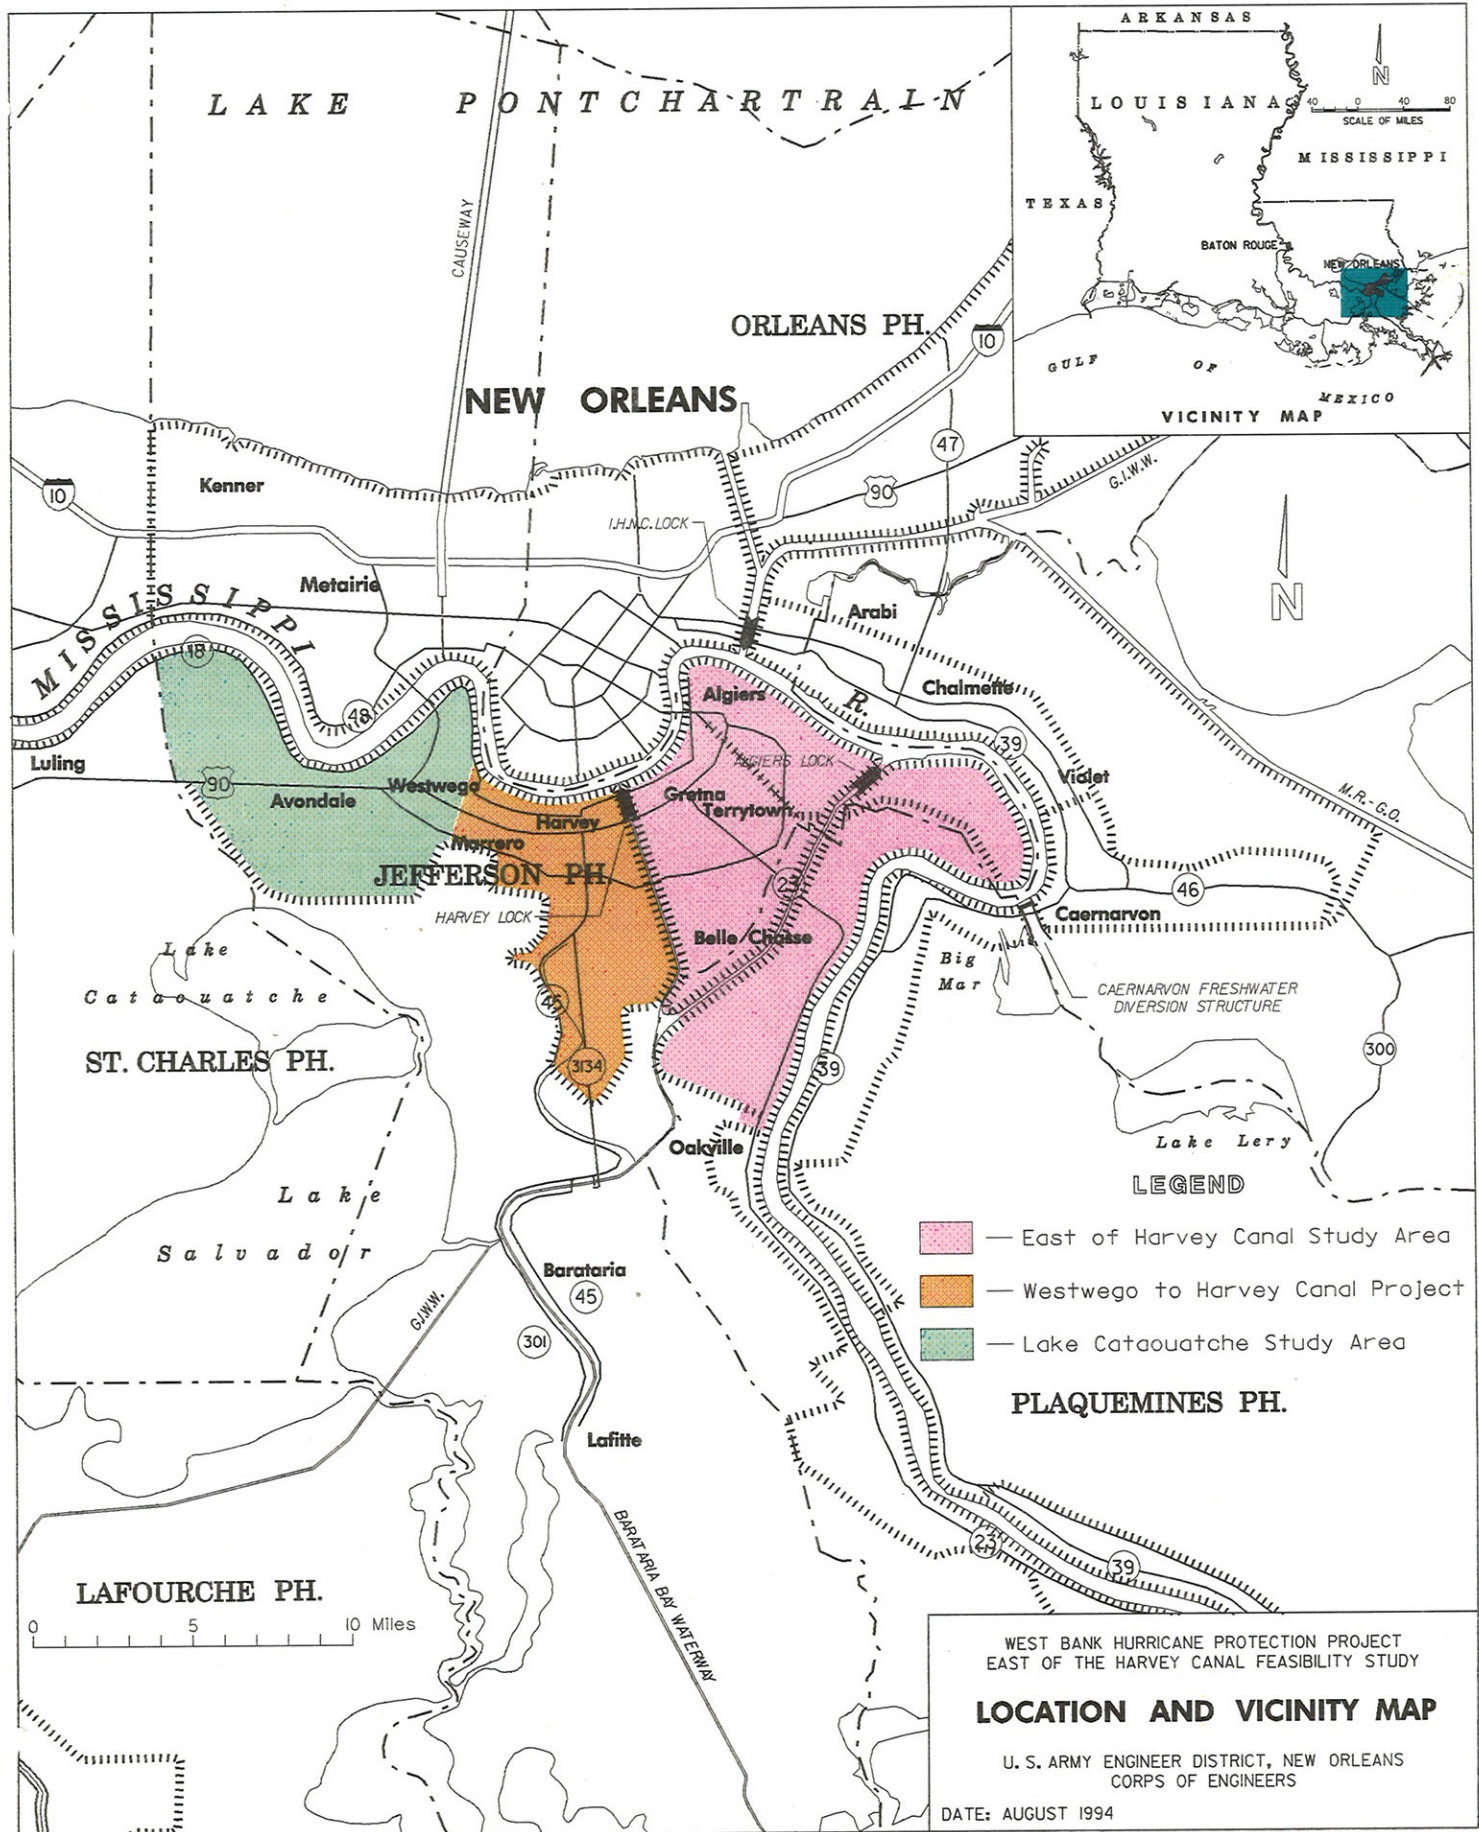 ARKANSAS
N
LOUISIANA
40 0 40 80
SCALE OF MILES
MISSISSIPPI
TEXAS
BATON ROUGE
NEW ORLEANS
GULF OF MEXICO
VICINITY MAP
LAKE PONTCHARTRAIN
CAUSEWAY
ORLEANS PH.
10
NEW ORLEANS
47
Kenner
90
G.I.W.W.
10
I.H.N.C. LOCK
N
Metairie
MISSISSIPPI
Arabi
18
Algiers
R.
Chalmette
48
39
Luling
ALGIERS LOCK
Violet
90
Westwego
Avondale
Gretna
M.R.-G.O.
Harvey
Terrytown
Marrero
JEFFERSON PH
23
46
HARVEY LOCK
Caernarvon
Belle Chasse
Lake
Cataouatche
Big
Mar
CAERNARVON FRESHWATER
DIVERSION STRUCTURE
45
ST. CHARLES PH.
3134
39
300
Oakville
Lake Lery
LEGEND
Lake
Salvador
East of Harvey Canal Study Area
Barataria
45
Westwego to Harvey Canal Project
G.I.W.W.
301
Lake Cataouatche Study Area
PLAQUEMINES PH.
Lafitte
BARATARIA BAY WATERWAY
23
39
LAFOURCHE PH.
0 5 10 Miles
WEST BANK HURRICANE PROTECTION PROJECT
EAST OF THE HARVEY CANAL FEASIBILITY STUDY
LOCATION AND VICINITY MAP
U. S. ARMY ENGINEER DISTRICT, NEW ORLEANS
CORPS OF ENGINEERS
DATE: AUGUST 1994